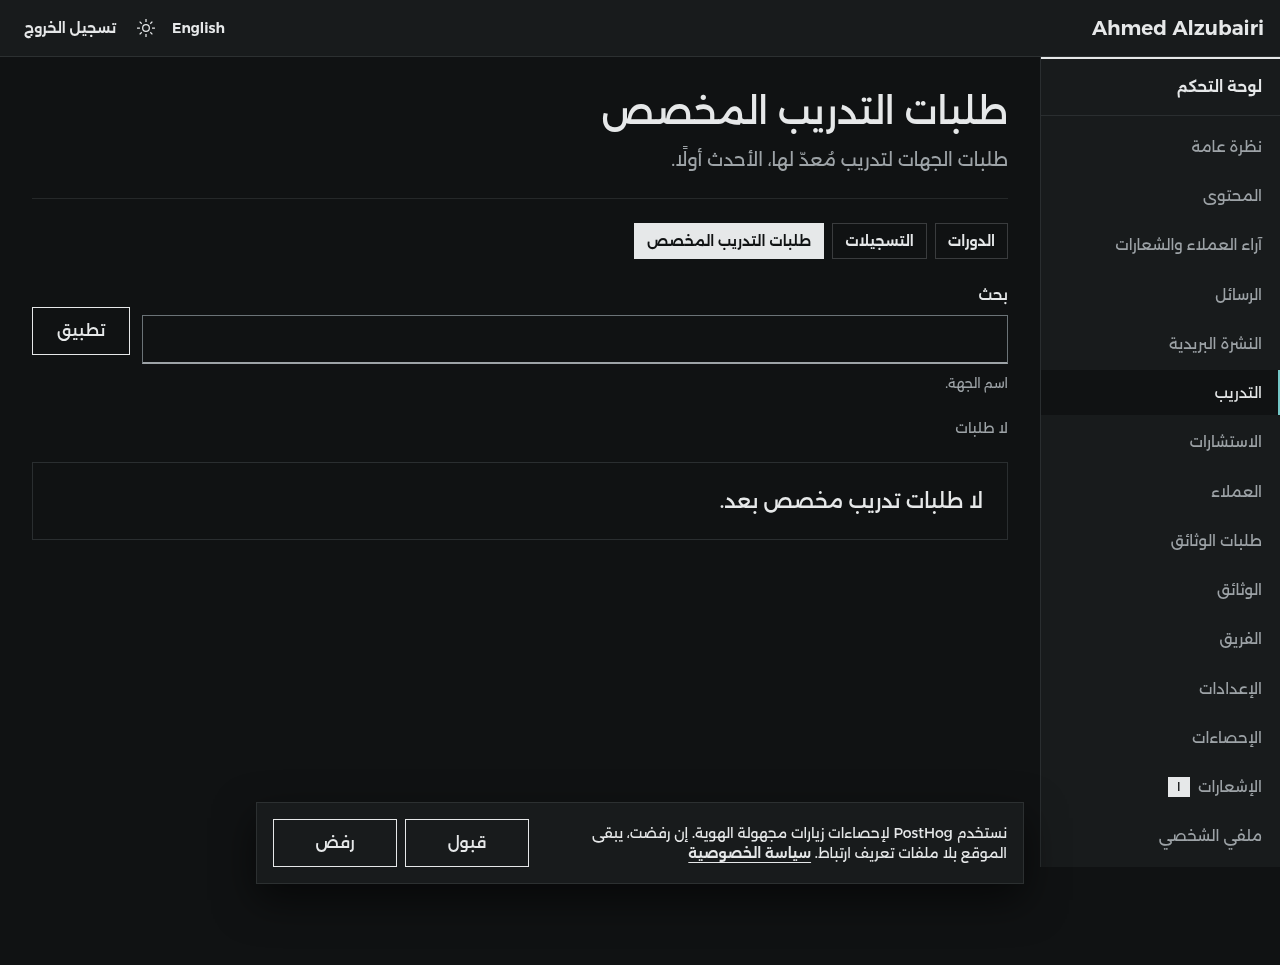 Ahmed Alzubairi
English
تسجيل الخروج
لوحة التحكم
نظرة عامة
المحتوى
آراء العملاء والشعارات
الرسائل
النشرة البريدية
التدريب
الاستشارات
العملاء
طلبات الوثائق
الوثائق
الفريق
الإعدادات
الإحصاءات
الإشعارات ١
ملفي الشخصي
طلبات التدريب المخصص
طلبات الجهات لتدريب مُعدّ لها، الأحدث أولًا.
الدورات
التسجيلات
طلبات التدريب المخصص
بحث
تطبيق
اسم الجهة.
لا طلبات
لا طلبات تدريب مخصص بعد.
نستخدم PostHog لإحصاءات زيارات مجهولة الهوية. إن رفضت، يبقى
الموقع بلا ملفات تعريف ارتباط. سياسة الخصوصية
قبول
رفض